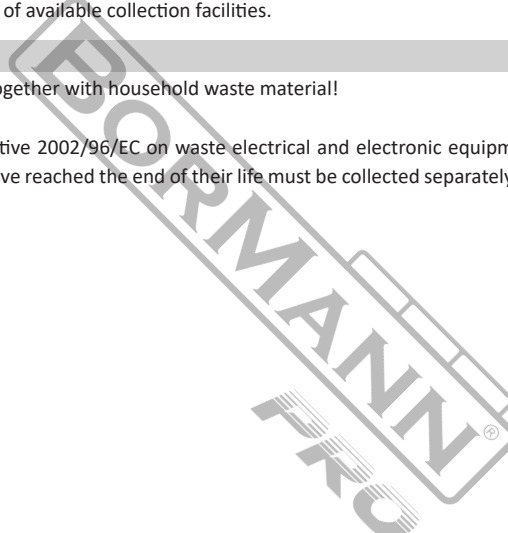 of available collection facilities.
ogether with household waste material!
tive 2002/96/EC on waste electrical and electronic equipm
ve reached the end of their life must be collected separately
BORMANN®
PRO